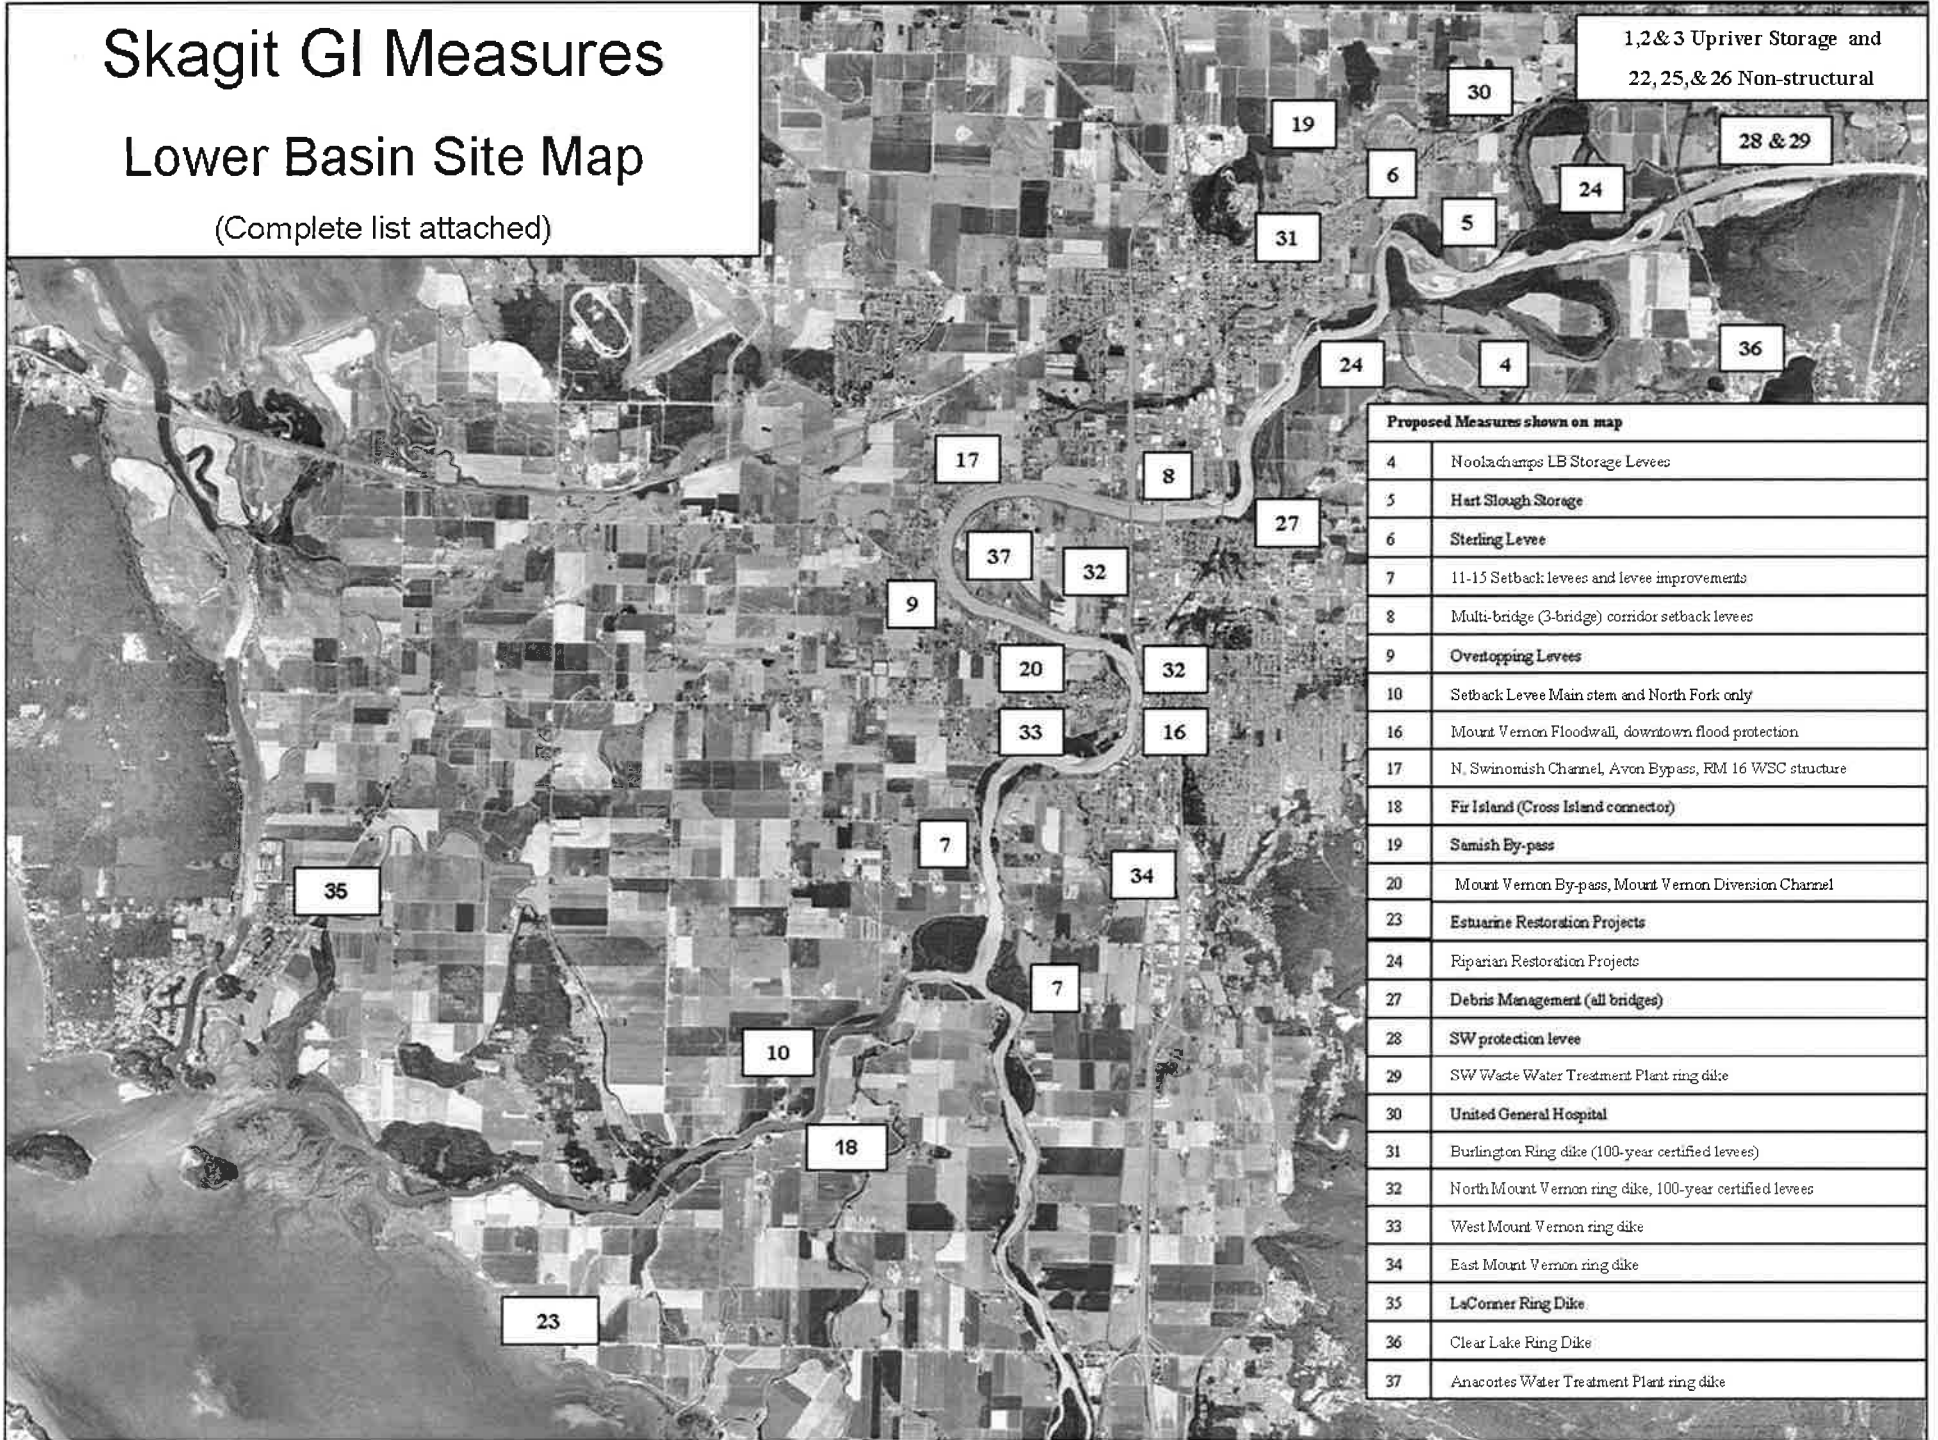 Skagit GI Measures
Lower Basin Site Map
(Complete list attached)
1,2& 3 Upriver Storage and
22, 25,& 26 Non-structural
30
19
28 & 29
6
24
5
31
36
24
4
17
8
27
37
32
9
20
32
33
16
7
34
35
7
10
18
23
Proposed Measures shown on map
4 Nookachamps LB Storage Levees
5 Hart Slough Storage
6 Sterling Levee
7 11-15 Setback levees and levee improvements
8 Multi-bridge (3-bridge) corridor setback levees
9 Overtopping Levees
10 Setback Levee Main stem and North Fork only
16 Mount Vernon Floodwall, downtown flood protection
17 N. Swinomish Channel, Avon Bypass, RM 16 WSC structure
18 Fir Island (Cross Island connector)
19 Samish By-pass
20 Mount Vernon By-pass, Mount Vernon Diversion Channel
23 Estuarine Restoration Projects
24 Riparian Restoration Projects
27 Debris Management (all bridges)
28 SW protection levee
29 SW Waste Water Treatment Plant ring dike
30 United General Hospital
31 Burlington Ring dike (100-year certified levees)
32 North Mount Vernon ring dike, 100-year certified levees
33 West Mount Vernon ring dike
34 East Mount Vernon ring dike
35 LaConner Ring Dike
36 Clear Lake Ring Dike
37 Anacortes Water Treatment Plant ring dike